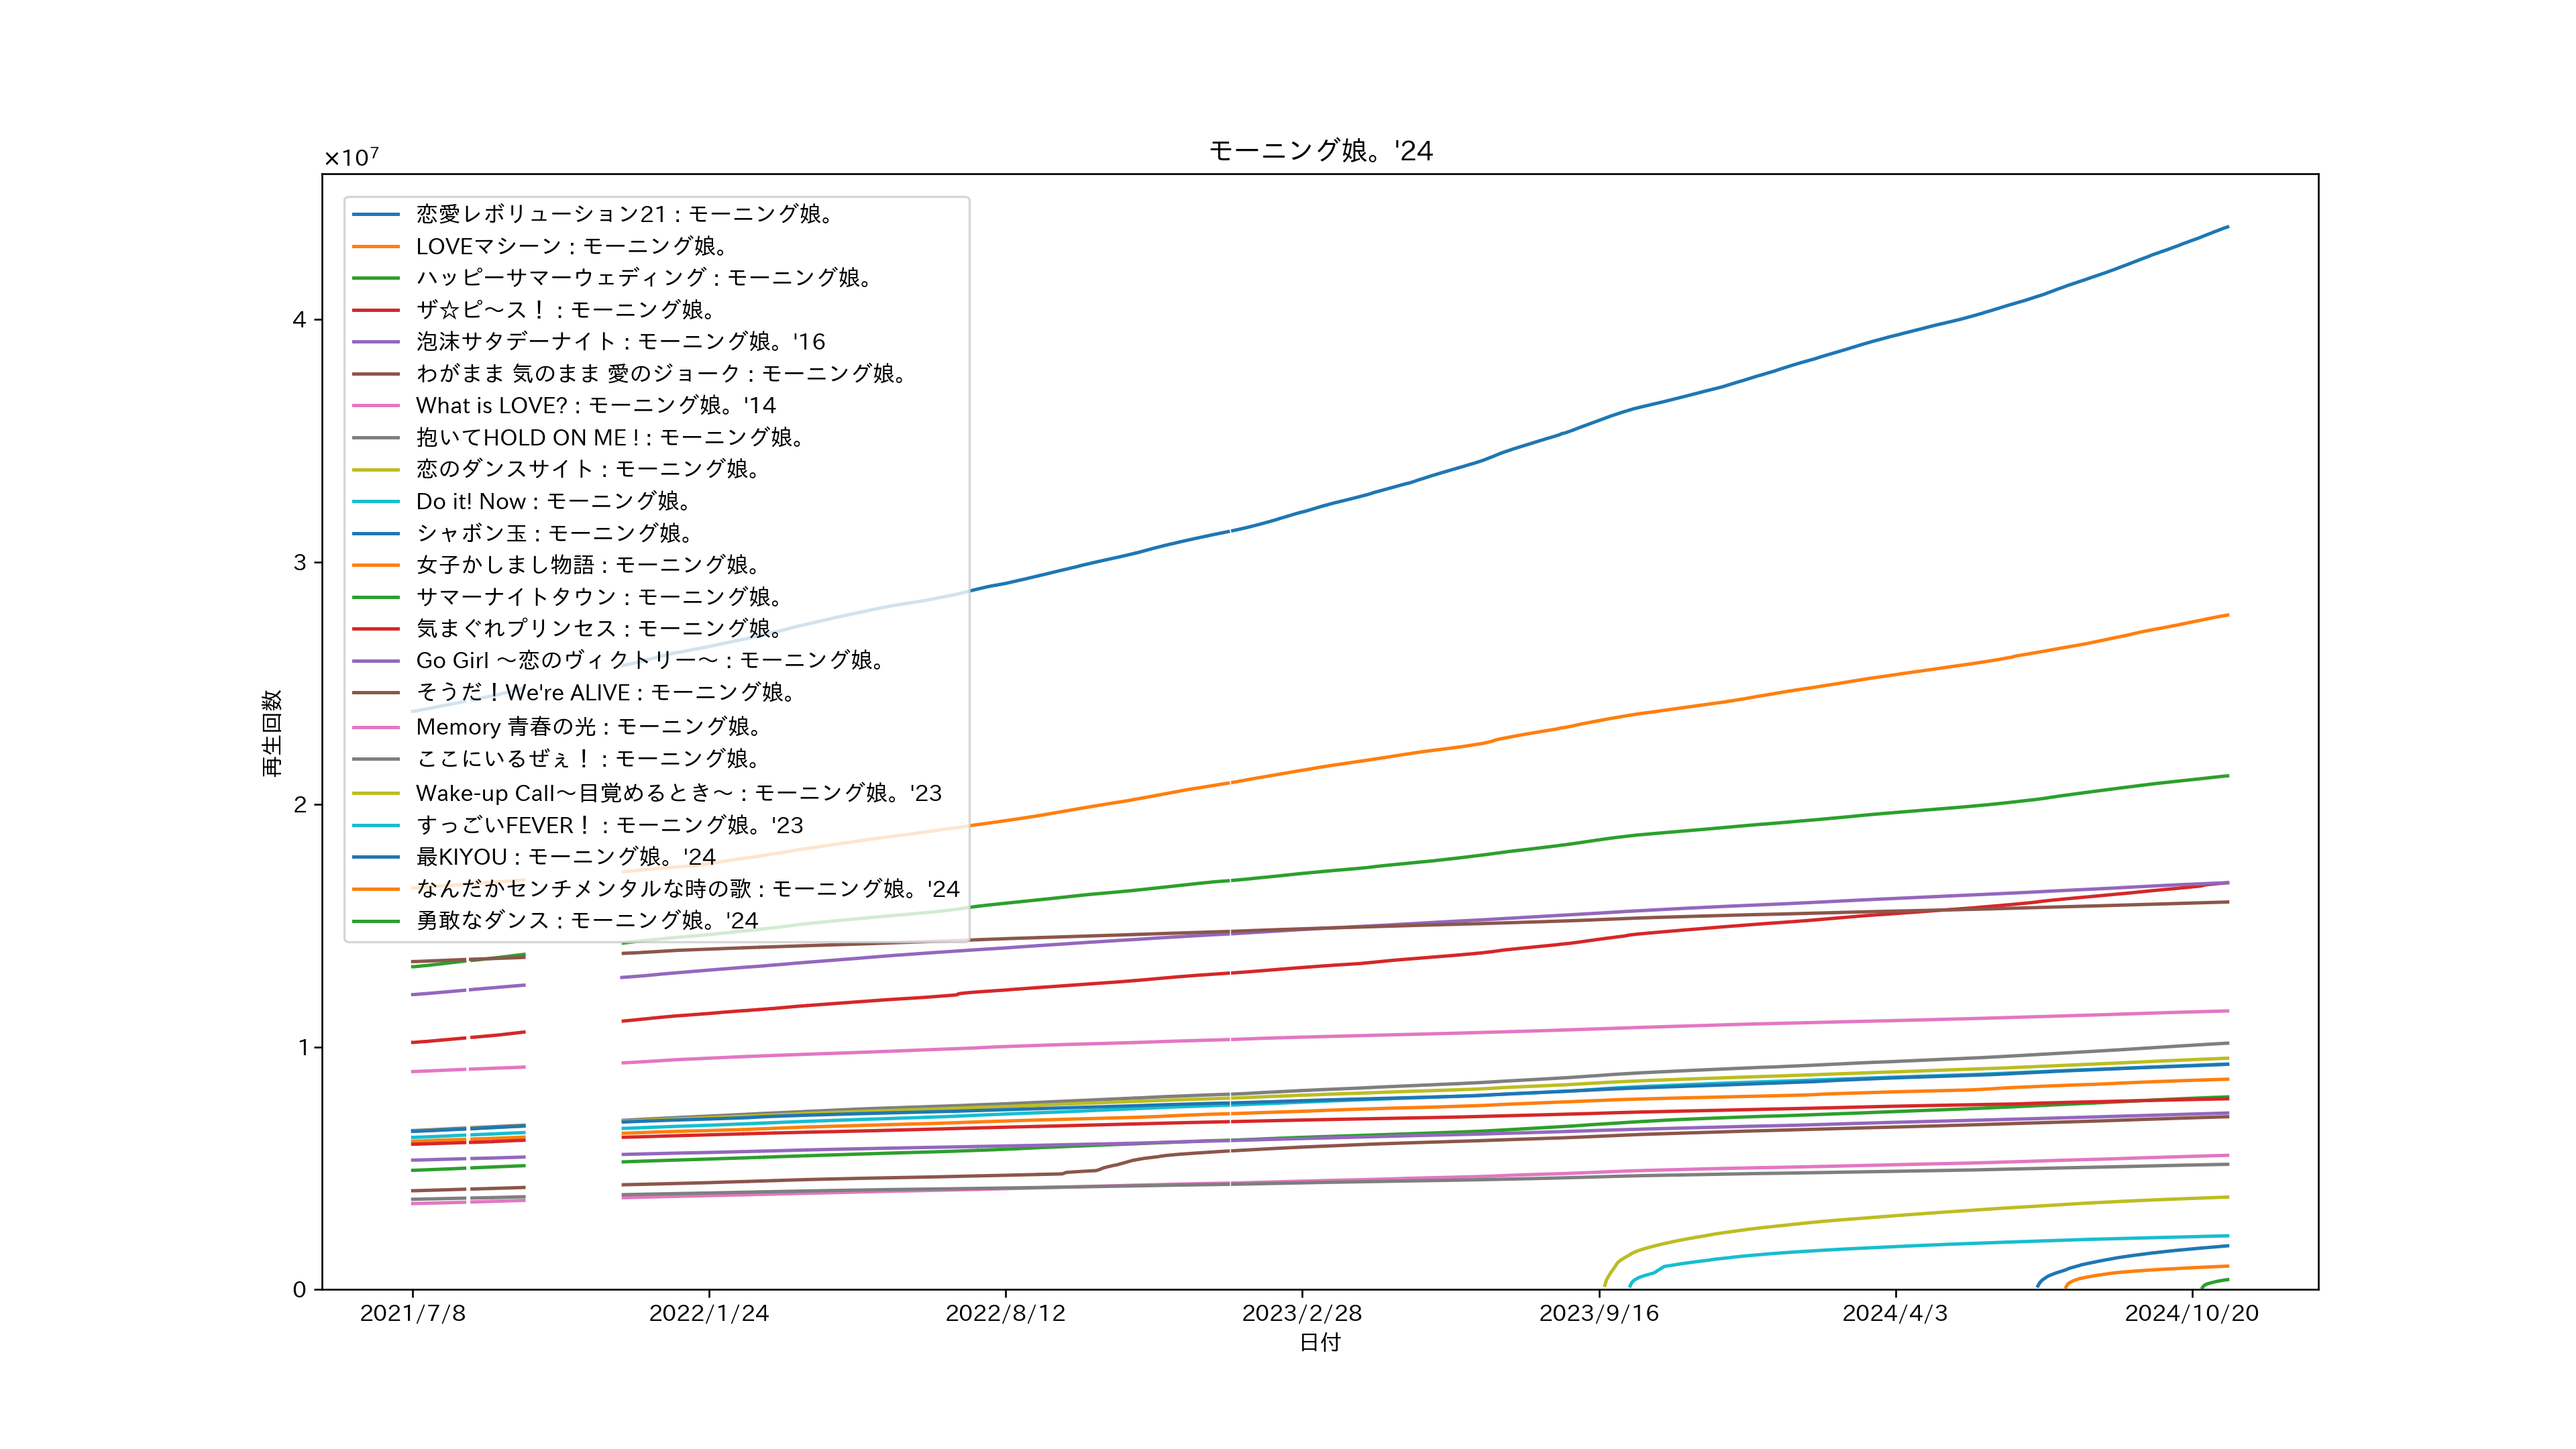 モーニング娘。'24
×10⁷
恋愛レボリューション21 : モーニング娘。
LOVEマシーン : モーニング娘。
ハッピーサマーウェディング : モーニング娘。
ザ☆ピ〜ス！ : モーニング娘。
泡沫サタデーナイト : モーニング娘。'16
わがまま 気のまま 愛のジョーク : モーニング娘。
What is LOVE? : モーニング娘。'14
抱いてHOLD ON ME ! : モーニング娘。
恋のダンスサイト : モーニング娘。
Do it! Now : モーニング娘。
シャボン玉 : モーニング娘。
女子かしまし物語 : モーニング娘。
サマーナイトタウン : モーニング娘。
気まぐれプリンセス : モーニング娘。
Go Girl 〜恋のヴィクトリー〜 : モーニング娘。
そうだ！We're ALIVE : モーニング娘。
Memory 青春の光 : モーニング娘。
ここにいるぜぇ！ : モーニング娘。
Wake-up Call〜目覚めるとき〜 : モーニング娘。'23
すっごいFEVER！ : モーニング娘。'23
最KIYOU : モーニング娘。'24
なんだかセンチメンタルな時の歌 : モーニング娘。'24
勇敢なダンス : モーニング娘。'24
再生回数
4
3
2
1
0
2021/7/8
2022/1/24
2022/8/12
2023/2/28
2023/9/16
2024/4/3
2024/10/20
日付